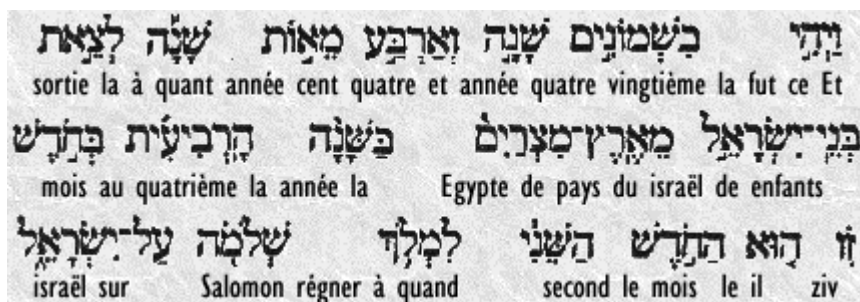 וַיְהִ֣י בִשְׁמוֹנִ֣ים שָׁנָ֣ה וְאַרְבַּ֣ע מֵא֣וֹת שָׁנָ֡ה לְצֵ֣את
sortie la à quant année cent quatre et année quatre vingtième la fut ce Et
בְּנֵֽי־יִשְׂרָאֵ֣ל מֵאֶֽרֶץ־מִצְרַיִם֩ בַּשָּׁנָ֨ה הָרְבִיעִ֜ית בְּחֹ֣דֶשׁ
mois au quatrième la année la Egypte de pays du israël de enfants
זִ֗ו ה֚וּא הַחֹ֣דֶשׁ הַשֵּׁנִ֔י לִמְלֹ֥ךְ שְׁלֹמֹ֖ה עַל־יִשְׂרָאֵ֑ל
israël sur Salomon régner à quand second le mois le il ziv